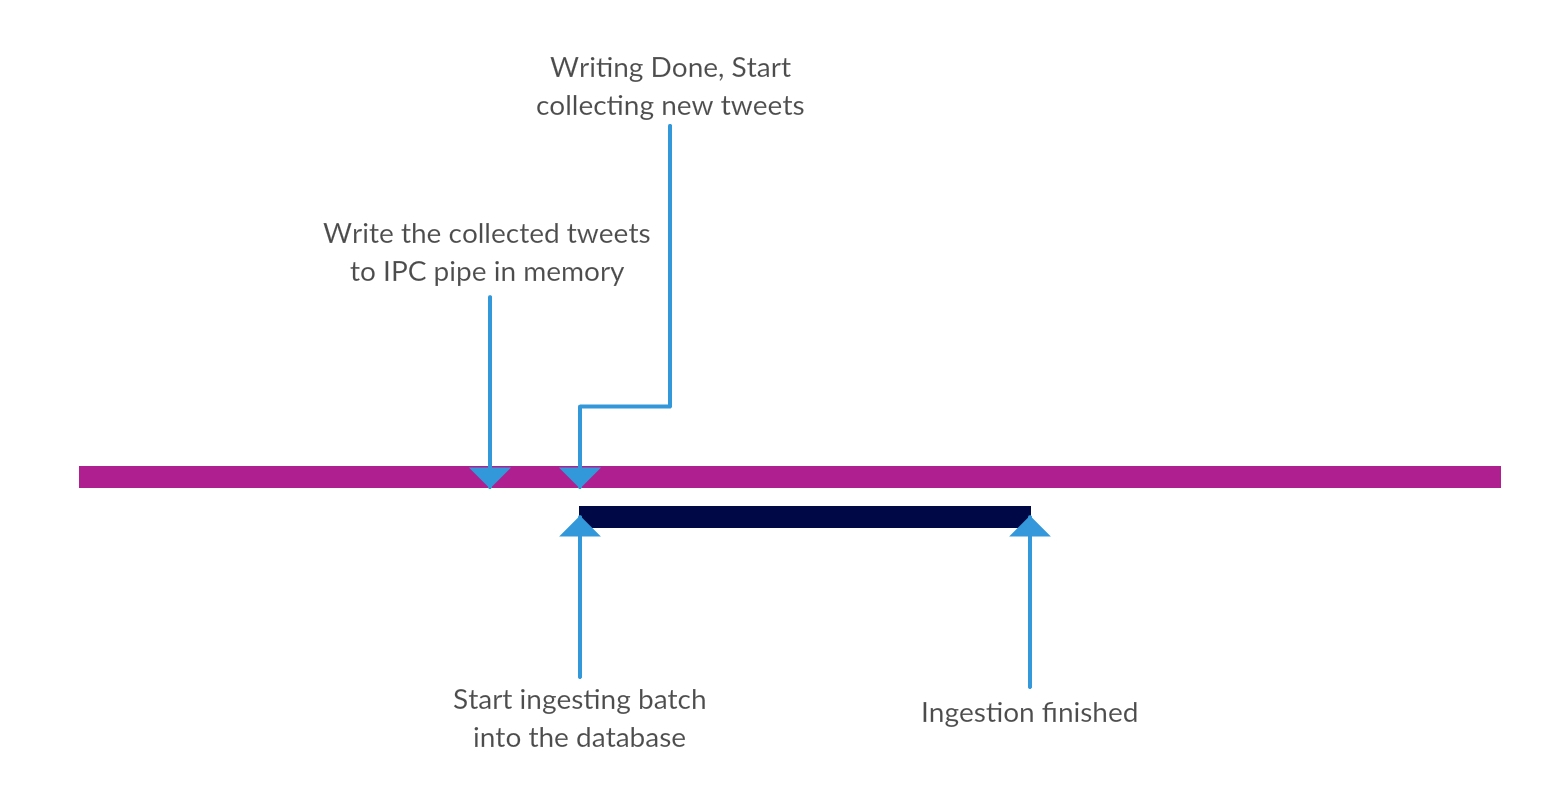 Writing Done, Start
collecting new tweets
Write the collected tweets
to IPC pipe in memory
Start ingesting batch
into the database
Ingestion finished